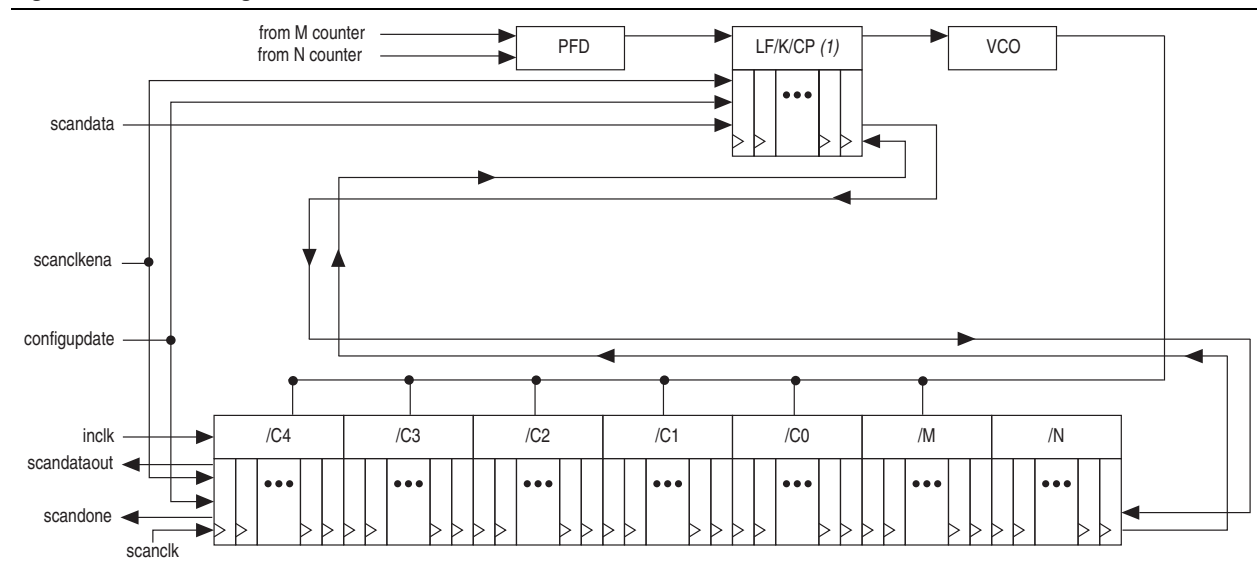 from M counter
from N counter
PFD
LF/K/CP (1)
VCO
scandata
scanclkena
configupdate
inclk
/C4
/C3
/C2
/C1
/C0
/M
/N
scandataout
scandone
scanclk